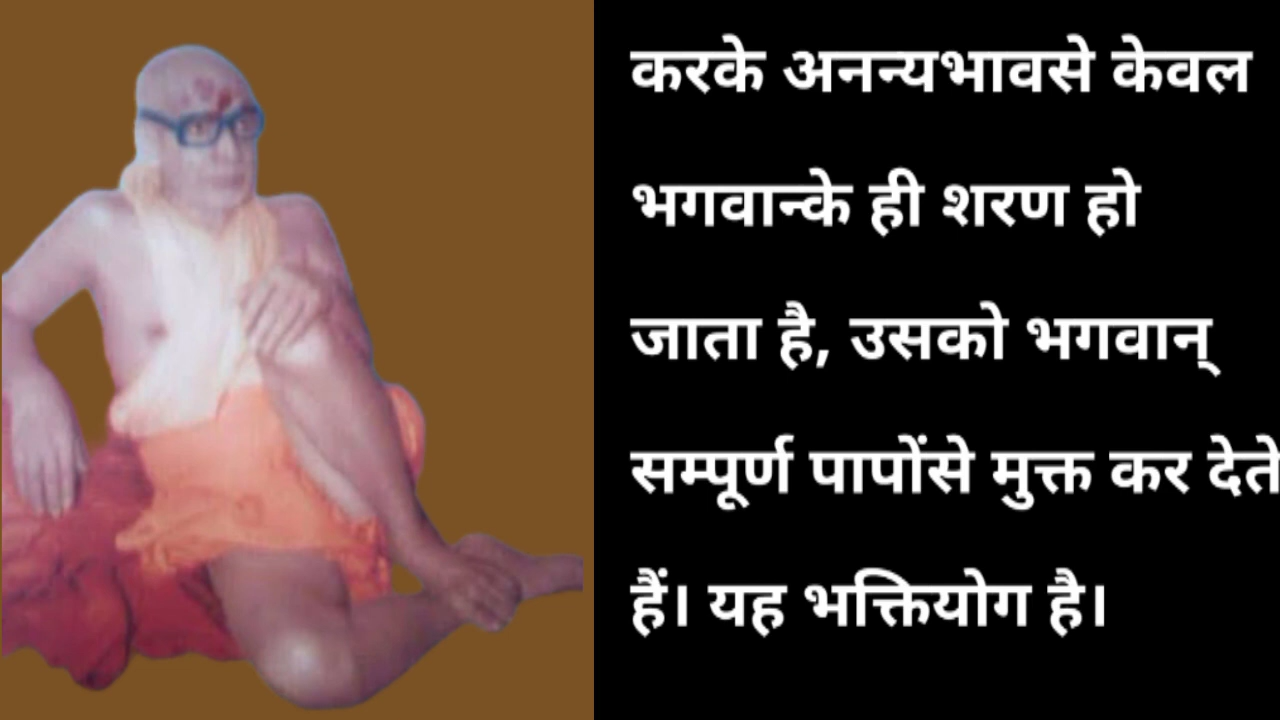 करके अनन्यभावसे केवल
भगवान्के ही शरण हो
जाता है, उसको भगवान्
सम्पूर्ण पापोंसे मुक्त कर देते
हैं। यह भक्तियोग है।